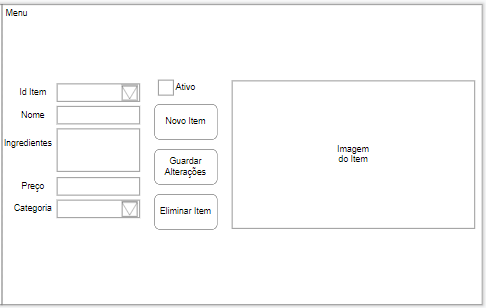 Menu
Id Item
Ativo
Nome
Novo Item
Ingredientes
Imagem
do Item
Guardar
Alterações
Preço
Categoria
Eliminar Item